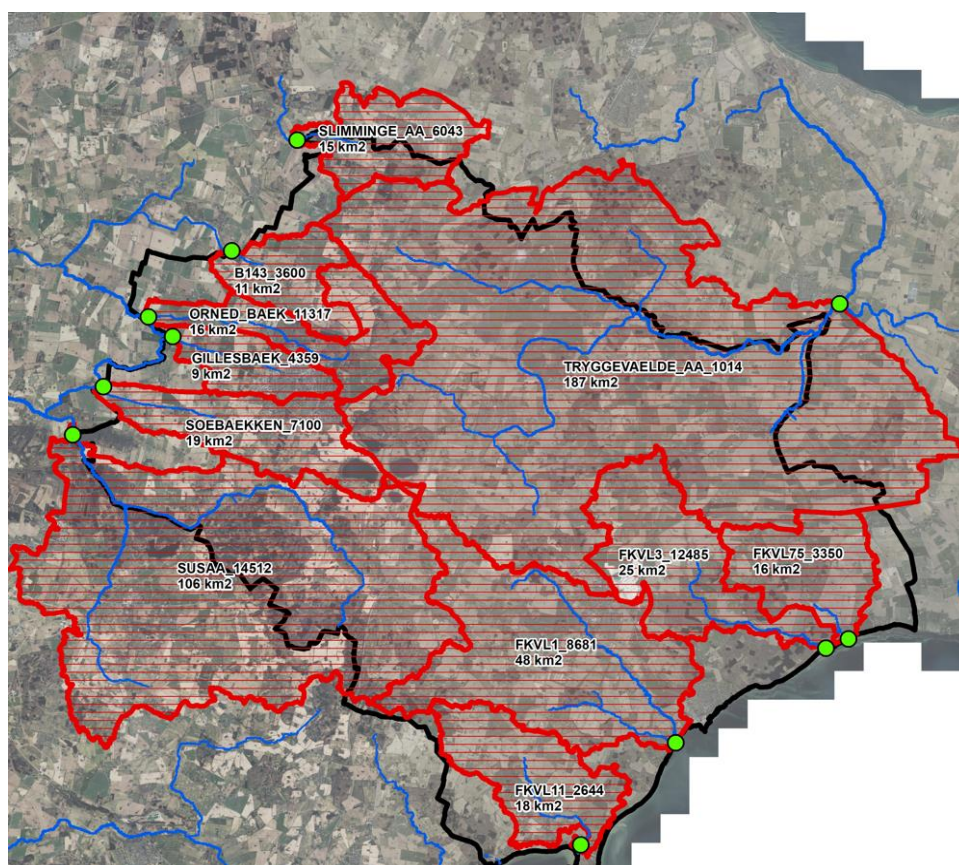 SLIMMINGE_AA_6043
15 km2
B143_3600
11 km2
ORNED_BAEK_11317
16 km2
GILLESBAEK_4359
9 km2
TRYGGEVAELDE_AA_1014
187 km2
SOEBAEKKEN_7100
19 km2
FKVL3_12485
25 km2
FKVL75_3350
16 km2
SUSAA_14512
106 km2
FKVL1_8681
48 km2
FKVL11_2644
18 km2